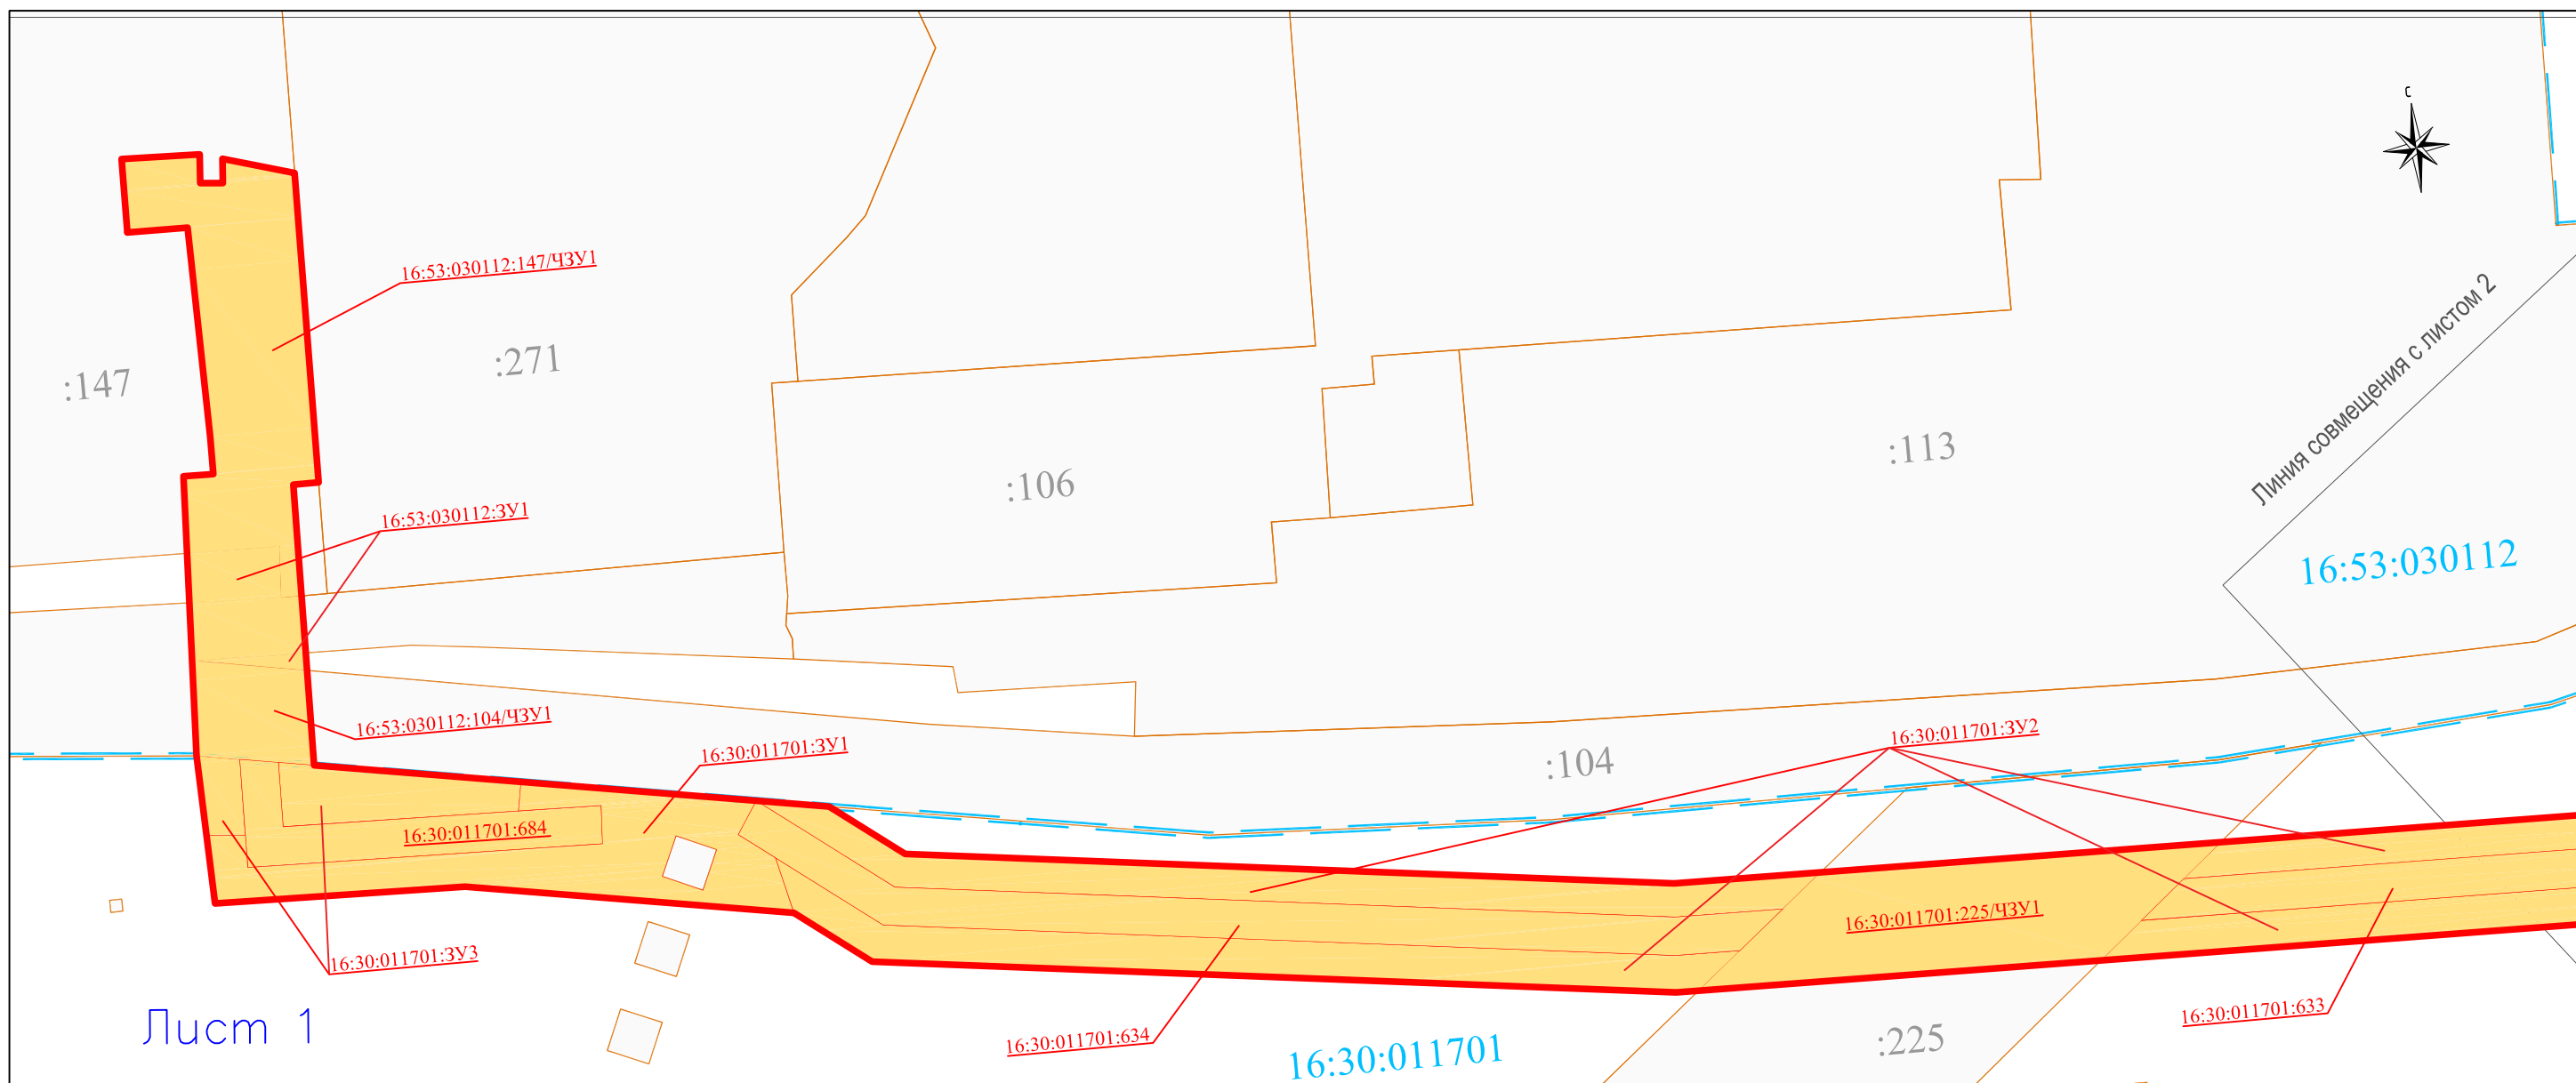 С
16:53:030112:147/ЧЗУ1
:271
:147
Линия совмещения с листом 2
:113
:106
16:53:030112:ЗУ1
16:53:030112
16:53:030112:104/ЧЗУ1
16:30:011701:ЗУ1
16:30:011701:ЗУ2
:104
16:30:011701:684
16:30:011701:225/ЧЗУ1
16:30:011701:ЗУ3
16:30:011701:633
Лист 1
16:30:011701:634
16:30:011701
:225